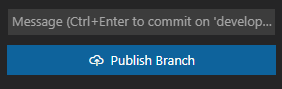 Message (Ctrl+Enter to commit on 'develop...
Publish Branch